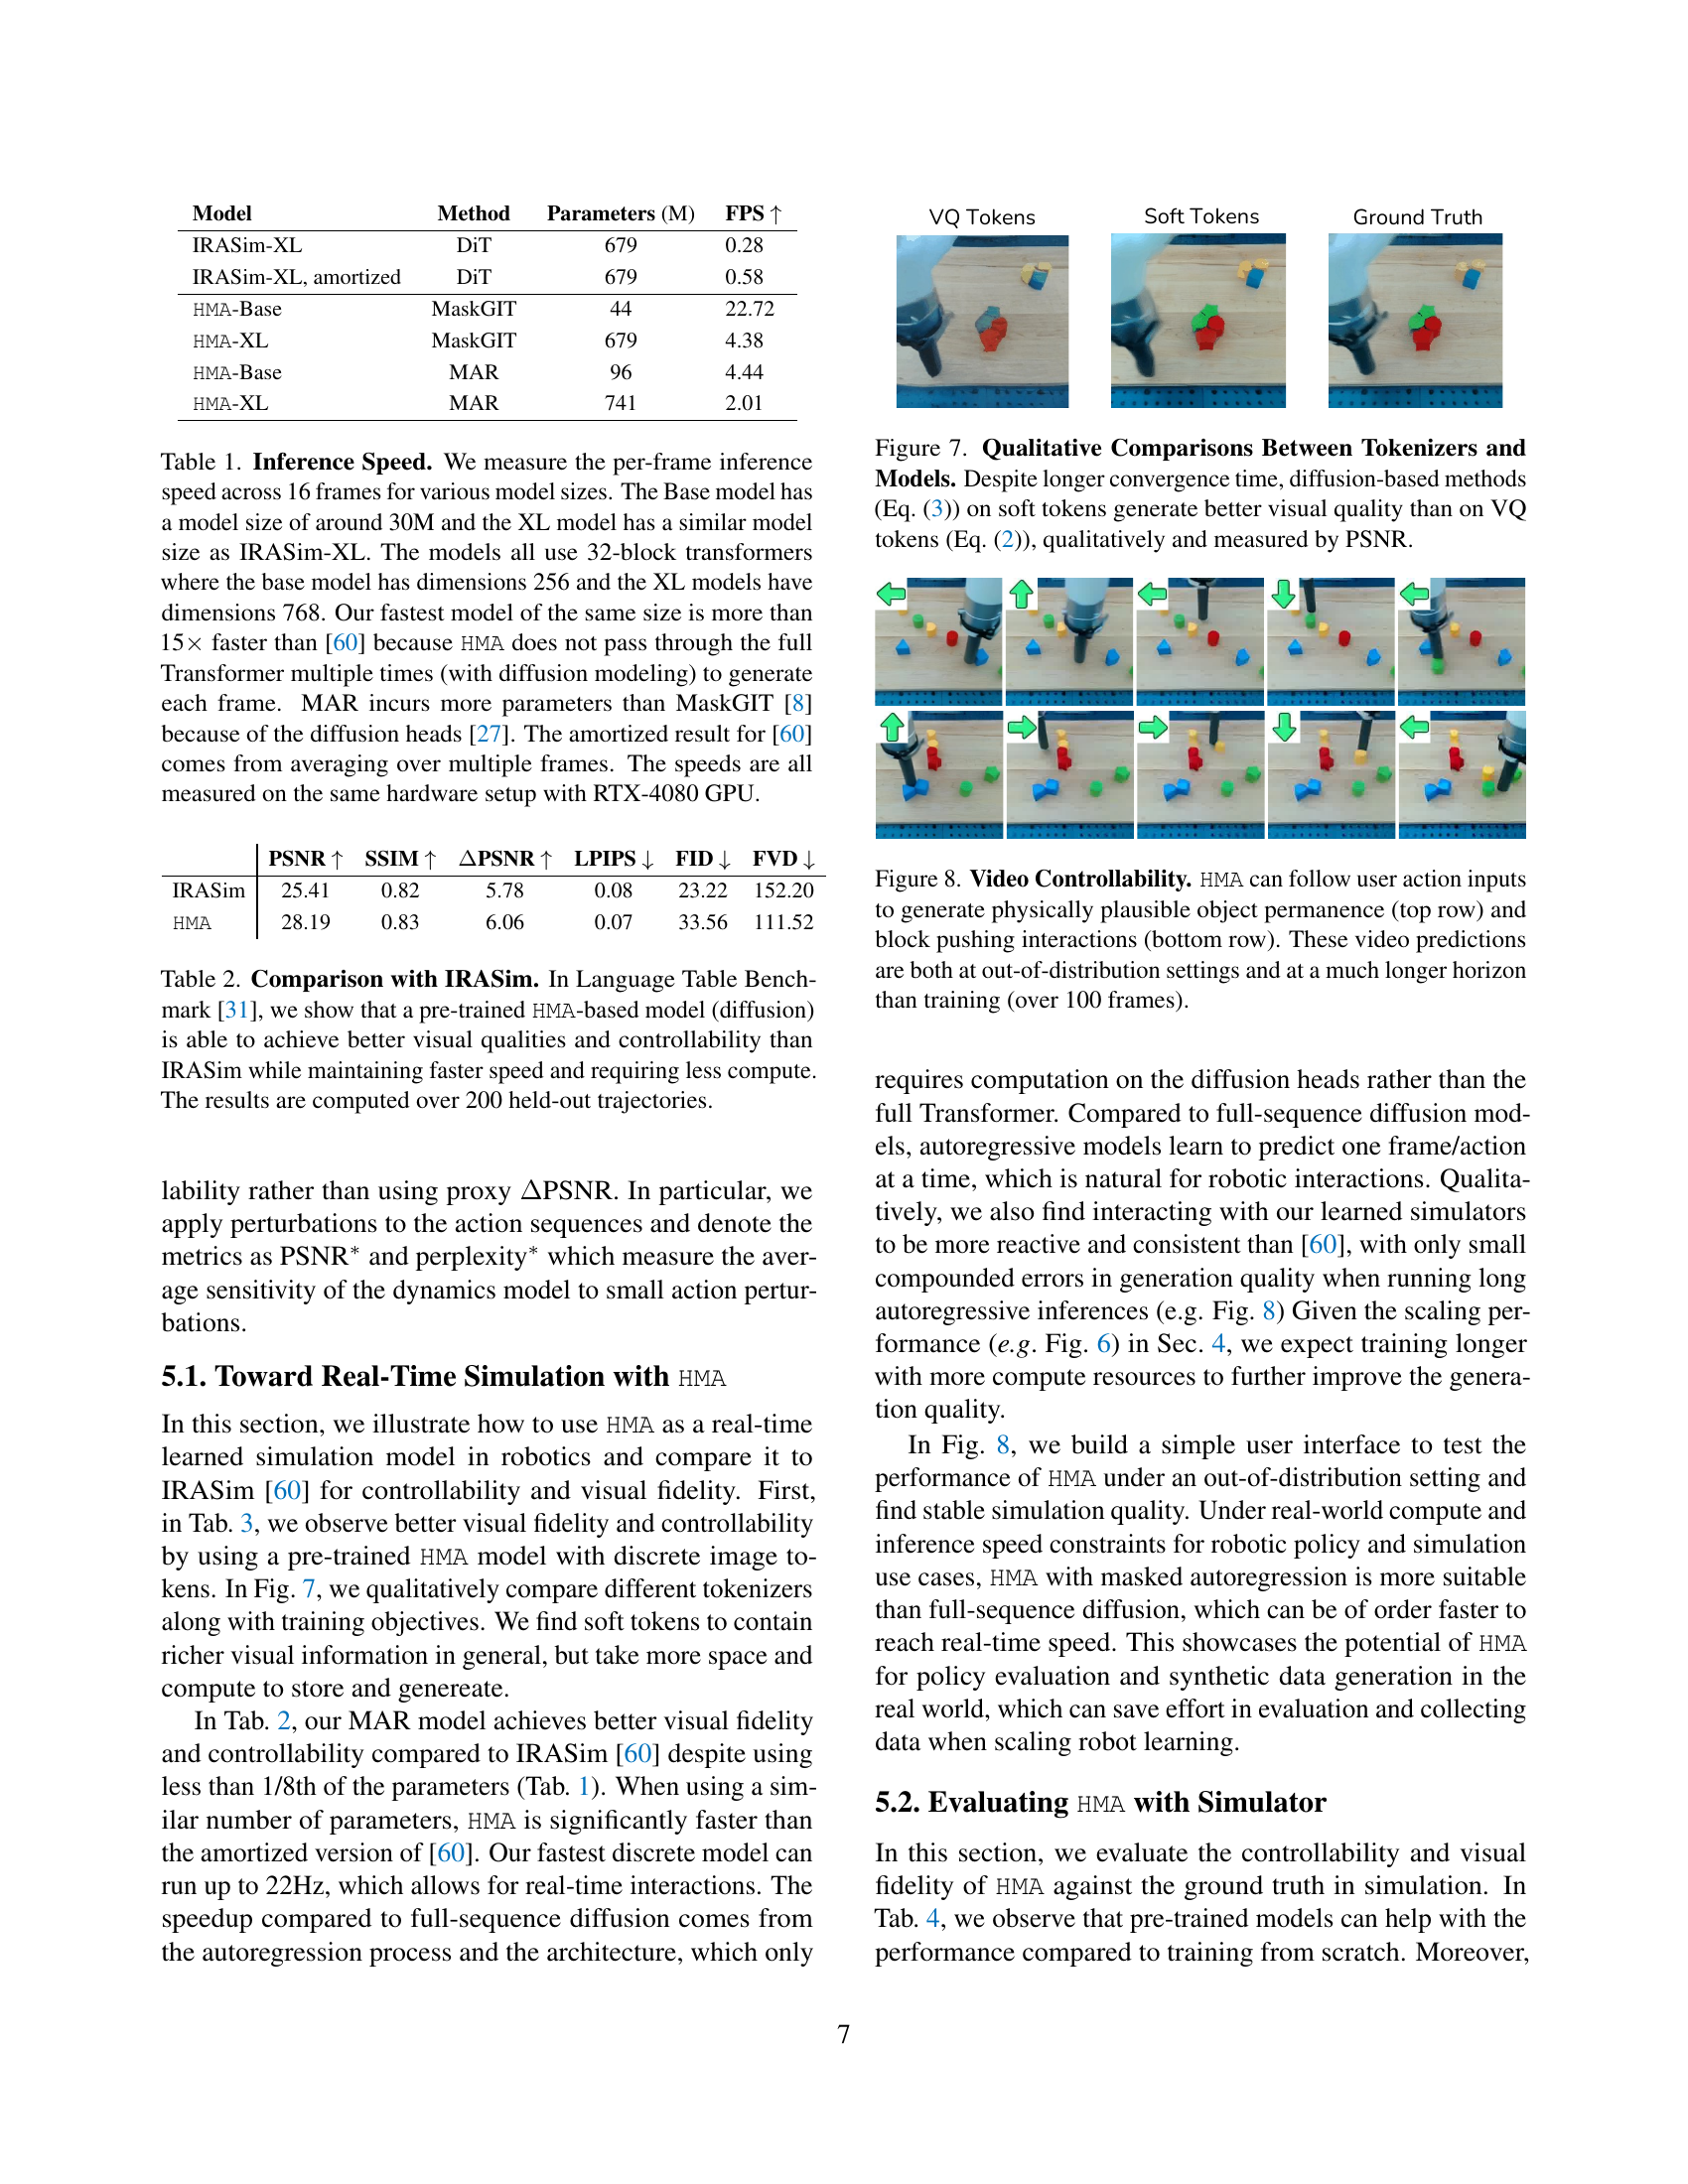 Model Method Parameters (M) FPS ↑
IRASim-XL DiT 679 0.28
IRASim-XL, amortized DiT 679 0.58
HMA-Base MaskGIT 44 22.72
HMA-XL MaskGIT 679 4.38
HMA-Base MAR 96 4.44
HMA-XL MAR 741 2.01
Table 1. Inference Speed. We measure the per-frame inference
speed across 16 frames for various model sizes. The Base model has
a model size of around 30M and the XL model has a similar model
size as IRASim-XL. The models all use 32-block transformers
where the base model has dimensions 256 and the XL models have
dimensions 768. Our fastest model of the same size is more than
15× faster than [60] because HMA does not pass through the full
Transformer multiple times (with diffusion modeling) to generate
each frame. MAR incurs more parameters than MaskGIT [8]
because of the diffusion heads [27]. The amortized result for [60]
comes from averaging over multiple frames. The speeds are all
measured on the same hardware setup with RTX-4080 GPU.
PSNR ↑ SSIM ↑ ΔPSNR ↑ LPIPS ↓ FID ↓ FVD ↓
IRASim 25.41 0.82 5.78 0.08 23.22 152.20
HMA 28.19 0.83 6.06 0.07 33.56 111.52
Table 2. Comparison with IRASim. In Language Table Bench-
mark [31], we show that a pre-trained HMA-based model (diffusion)
is able to achieve better visual qualities and controllability than
IRASim while maintaining faster speed and requiring less compute.
The results are computed over 200 held-out trajectories.
lability rather than using proxy ΔPSNR. In particular, we
apply perturbations to the action sequences and denote the
metrics as PSNR* and perplexity* which measure the aver-
age sensitivity of the dynamics model to small action pertur-
bations.
5.1. Toward Real-Time Simulation with HMA
In this section, we illustrate how to use HMA as a real-time
learned simulation model in robotics and compare it to
IRASim [60] for controllability and visual fidelity. First,
in Tab. 3, we observe better visual fidelity and controllability
by using a pre-trained HMA model with discrete image to-
kens. In Fig. 7, we qualitatively compare different tokenizers
along with training objectives. We find soft tokens to contain
richer visual information in general, but take more space and
compute to store and genereate.
In Tab. 2, our MAR model achieves better visual fidelity
and controllability compared to IRASim [60] despite using
less than 1/8th of the parameters (Tab. 1). When using a sim-
ilar number of parameters, HMA is significantly faster than
the amortized version of [60]. Our fastest discrete model can
run up to 22Hz, which allows for real-time interactions. The
speedup compared to full-sequence diffusion comes from
the autoregression process and the architecture, which only
VQ Tokens Soft Tokens Ground Truth
Figure 7. Qualitative Comparisons Between Tokenizers and
Models. Despite longer convergence time, diffusion-based methods
(Eq. (3)) on soft tokens generate better visual quality than on VQ
tokens (Eq. (2)), qualitatively and measured by PSNR.
Figure 8. Video Controllability. HMA can follow user action inputs
to generate physically plausible object permanence (top row) and
block pushing interactions (bottom row). These video predictions
are both at out-of-distribution settings and at a much longer horizon
than training (over 100 frames).
requires computation on the diffusion heads rather than the
full Transformer. Compared to full-sequence diffusion mod-
els, autoregressive models learn to predict one frame/action
at a time, which is natural for robotic interactions. Qualita-
tively, we also find interacting with our learned simulators
to be more reactive and consistent than [60], with only small
compounded errors in generation quality when running long
autoregressive inferences (e.g. Fig. 8) Given the scaling per-
formance (e.g. Fig. 6) in Sec. 4, we expect training longer
with more compute resources to further improve the genera-
tion quality.
In Fig. 8, we build a simple user interface to test the
performance of HMA under an out-of-distribution setting and
find stable simulation quality. Under real-world compute and
inference speed constraints for robotic policy and simulation
use cases, HMA with masked autoregression is more suitable
than full-sequence diffusion, which can be of order faster to
reach real-time speed. This showcases the potential of HMA
for policy evaluation and synthetic data generation in the
real world, which can save effort in evaluation and collecting
data when scaling robot learning.
5.2. Evaluating HMA with Simulator
In this section, we evaluate the controllability and visual
fidelity of HMA against the ground truth in simulation. In
Tab. 4, we observe that pre-trained models can help with the
performance compared to training from scratch. Moreover,
7